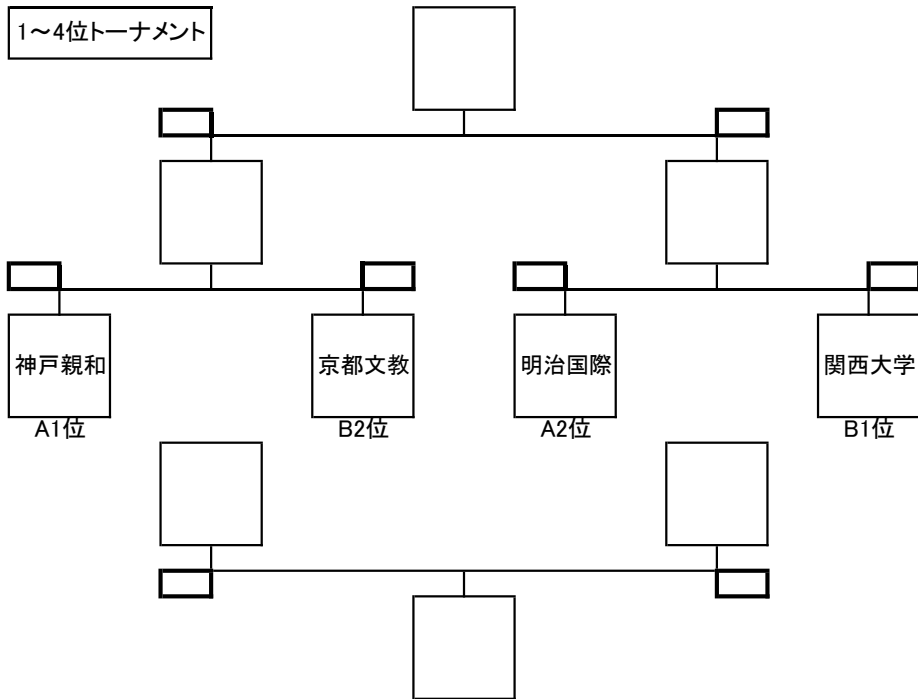 1～4位トーナメント
神戸親和
京都文教
明治国際
関西大学
A1位
B2位
A2位
B1位